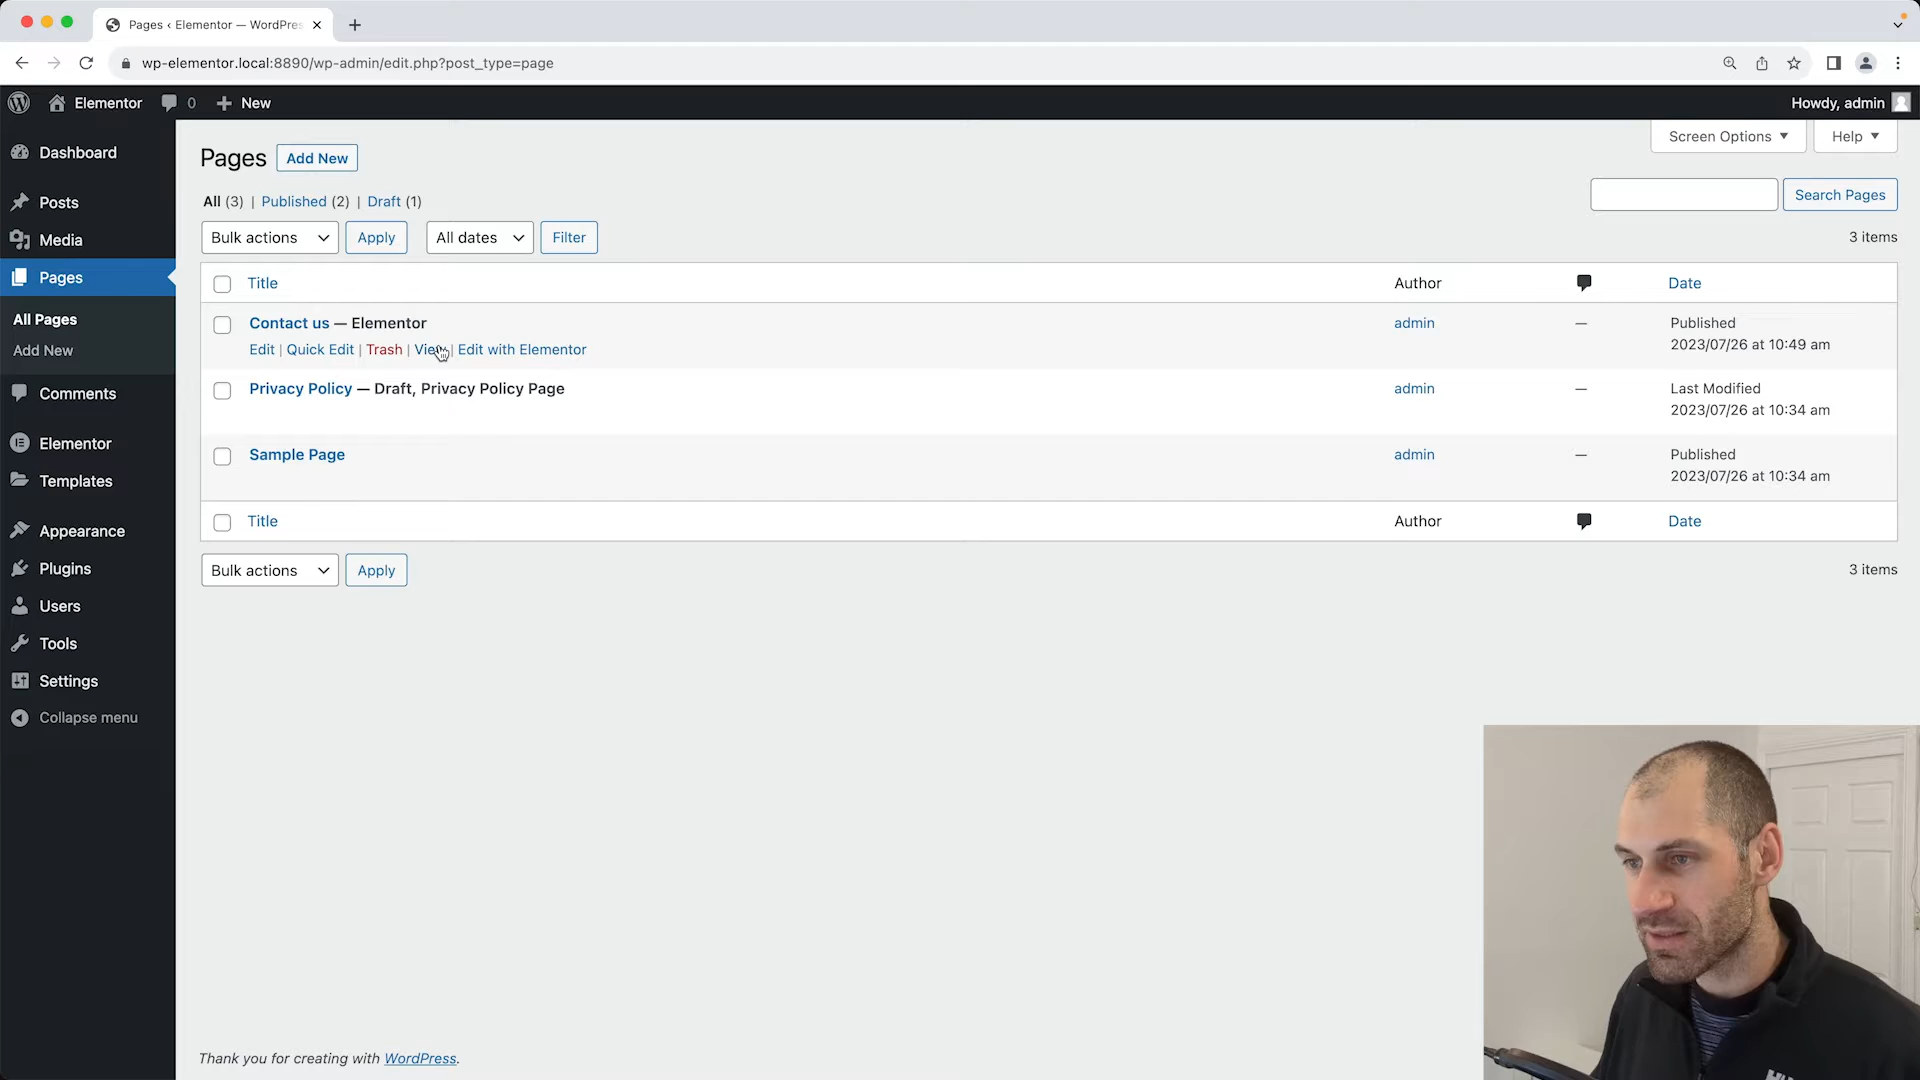 Pages ‹ Elementor — WordPres
wp-elementor.local:8890/wp-admin/edit.php?post_type=page
Elementor 0 New Howdy, admin
Dashboard
Posts
Media
Pages
All Pages
Add New
Comments
Elementor
Templates
Appearance
Plugins
Users
Tools
Settings
Collapse menu
Screen Options Help
Pages Add New
All (3) | Published (2) | Draft (1)
Search Pages
Bulk actions Apply All dates Filter 3 items
Title Author Date
Contact us — Elementor admin — Published
2023/07/26 at 10:49 am
Edit | Quick Edit | Trash | View | Edit with Elementor
Privacy Policy — Draft, Privacy Policy Page admin — Last Modified
2023/07/26 at 10:34 am
Sample Page admin — Published
2023/07/26 at 10:34 am
Title Author Date
Bulk actions Apply 3 items
Thank you for creating with WordPress.